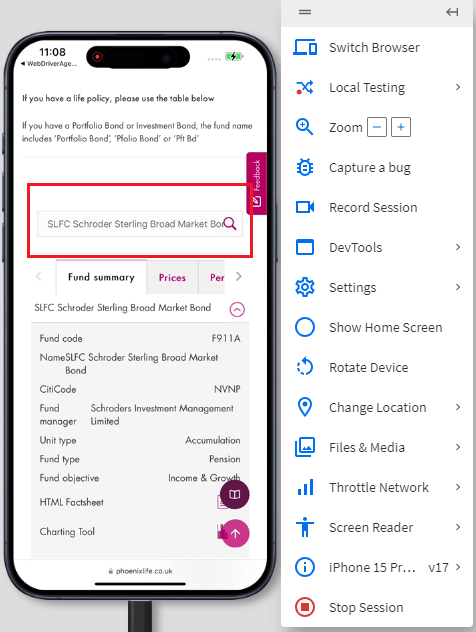 11:08
WebDriverAge...
If you have a life policy, please use the table below
If you have a Portfolio Bond or Investment Bond, the fund name
includes 'Portfolio Bond', 'Pfolio Bond' or 'Pft Bd'
Feedback
SLFC Schroder Sterling Broad Market Bon
Fund summary
Prices
Per
SLFC Schroder Sterling Broad Market Bond
Fund code F911A
Name SLFC Schroder Sterling Broad Market
Bond
CitiCode NVNP
Fund Schroders Investment Management
manager Limited
Unit type Accumulation
Fund type Pension
Fund objective Income & Growth
HTML Factsheet
Charting Tool
phoenixlife.co.uk
Switch Browser
Local Testing
Zoom
Capture a bug
Record Session
DevTools
Settings
Show Home Screen
Rotate Device
Change Location
Files & Media
Throttle Network
Screen Reader
iPhone 15 Pr... v17
Stop Session